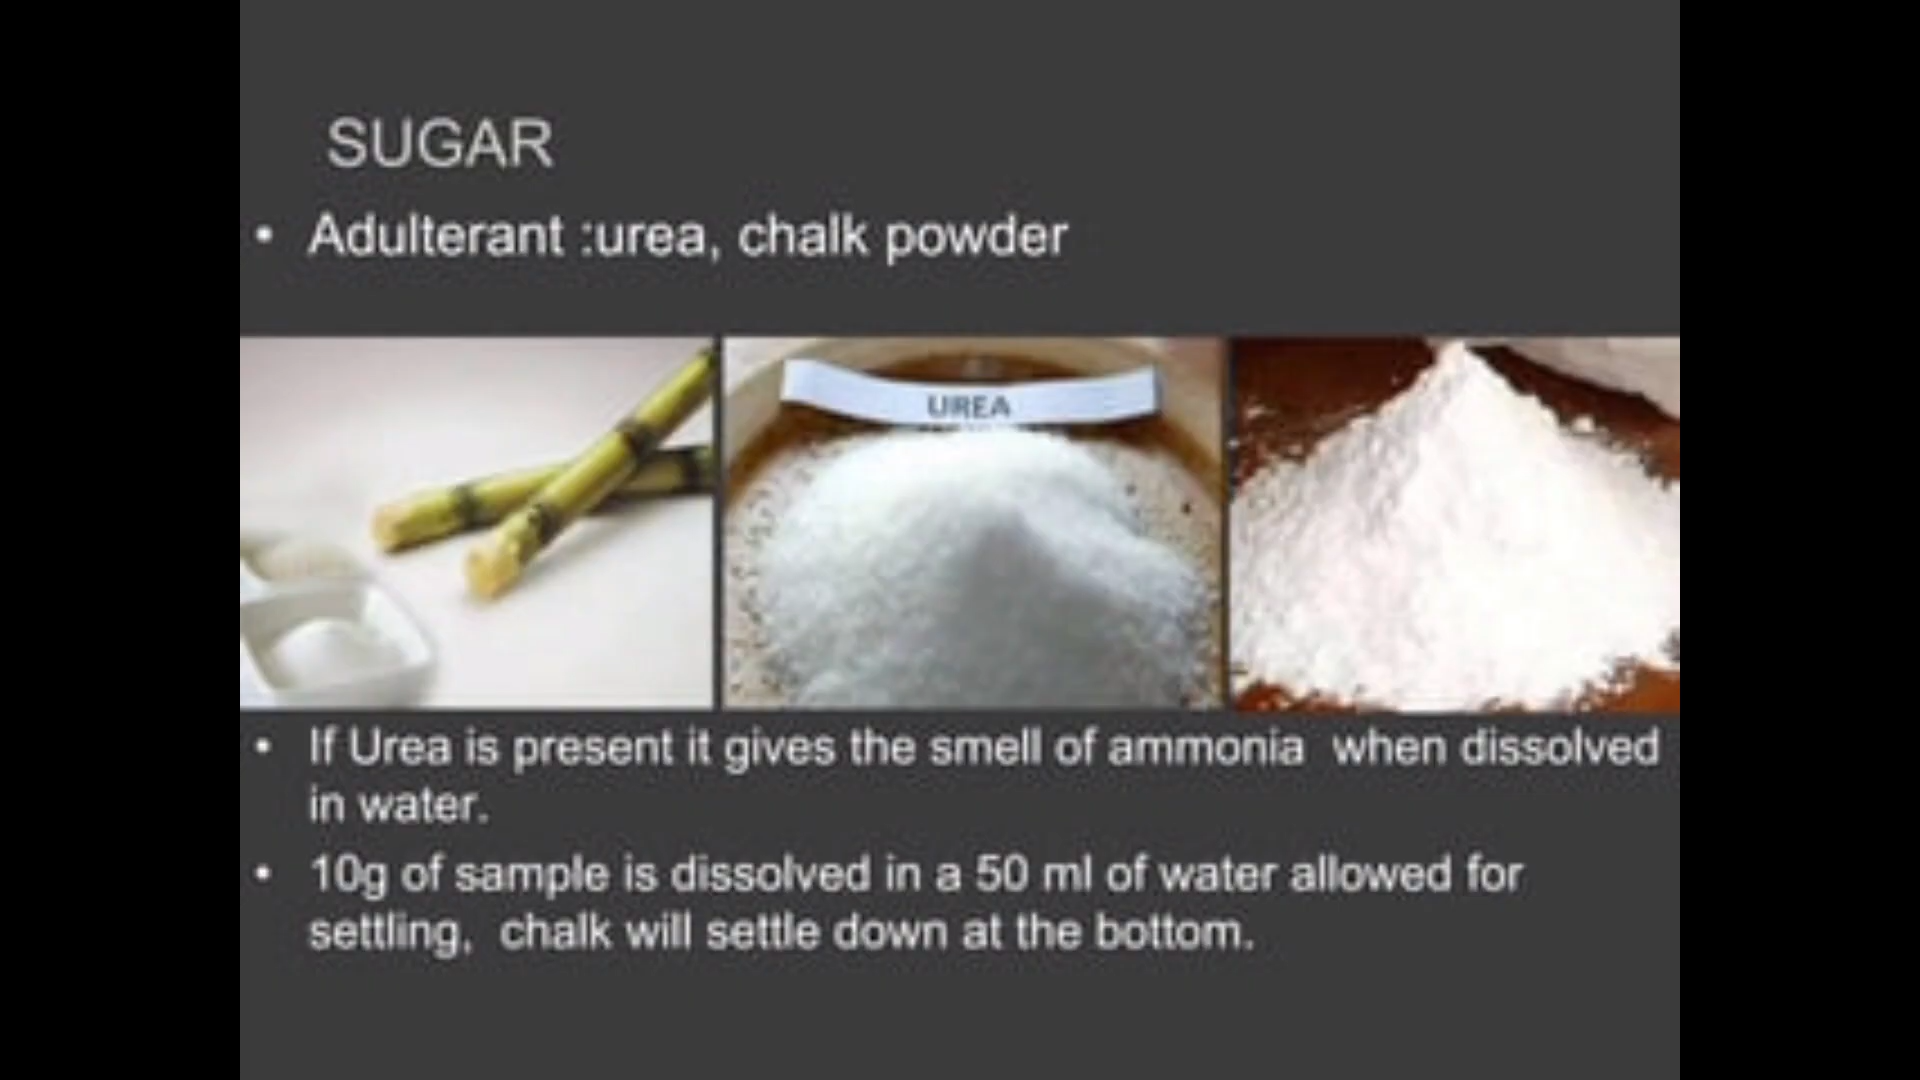 SUGAR
• Adulterant :urea, chalk powder
UREA
• If Urea is present it gives the smell of ammonia when dissolved
in water.
• 10g of sample is dissolved in a 50 ml of water allowed for
settling, chalk will settle down at the bottom.